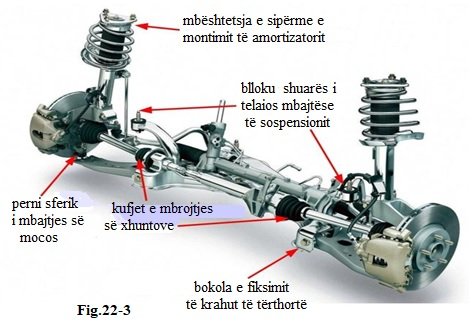 mbështetsja e sipërme e
montimit të amortizatorit
blloku shuarës i
telaios mbajtëse
të sospensionit
perni sferik
i mbajtjes së
mocos
kufjet e mbrojtjes
së xhuntove
bokola e fiksimit
të krahut të tërthortë
Fig.22-3